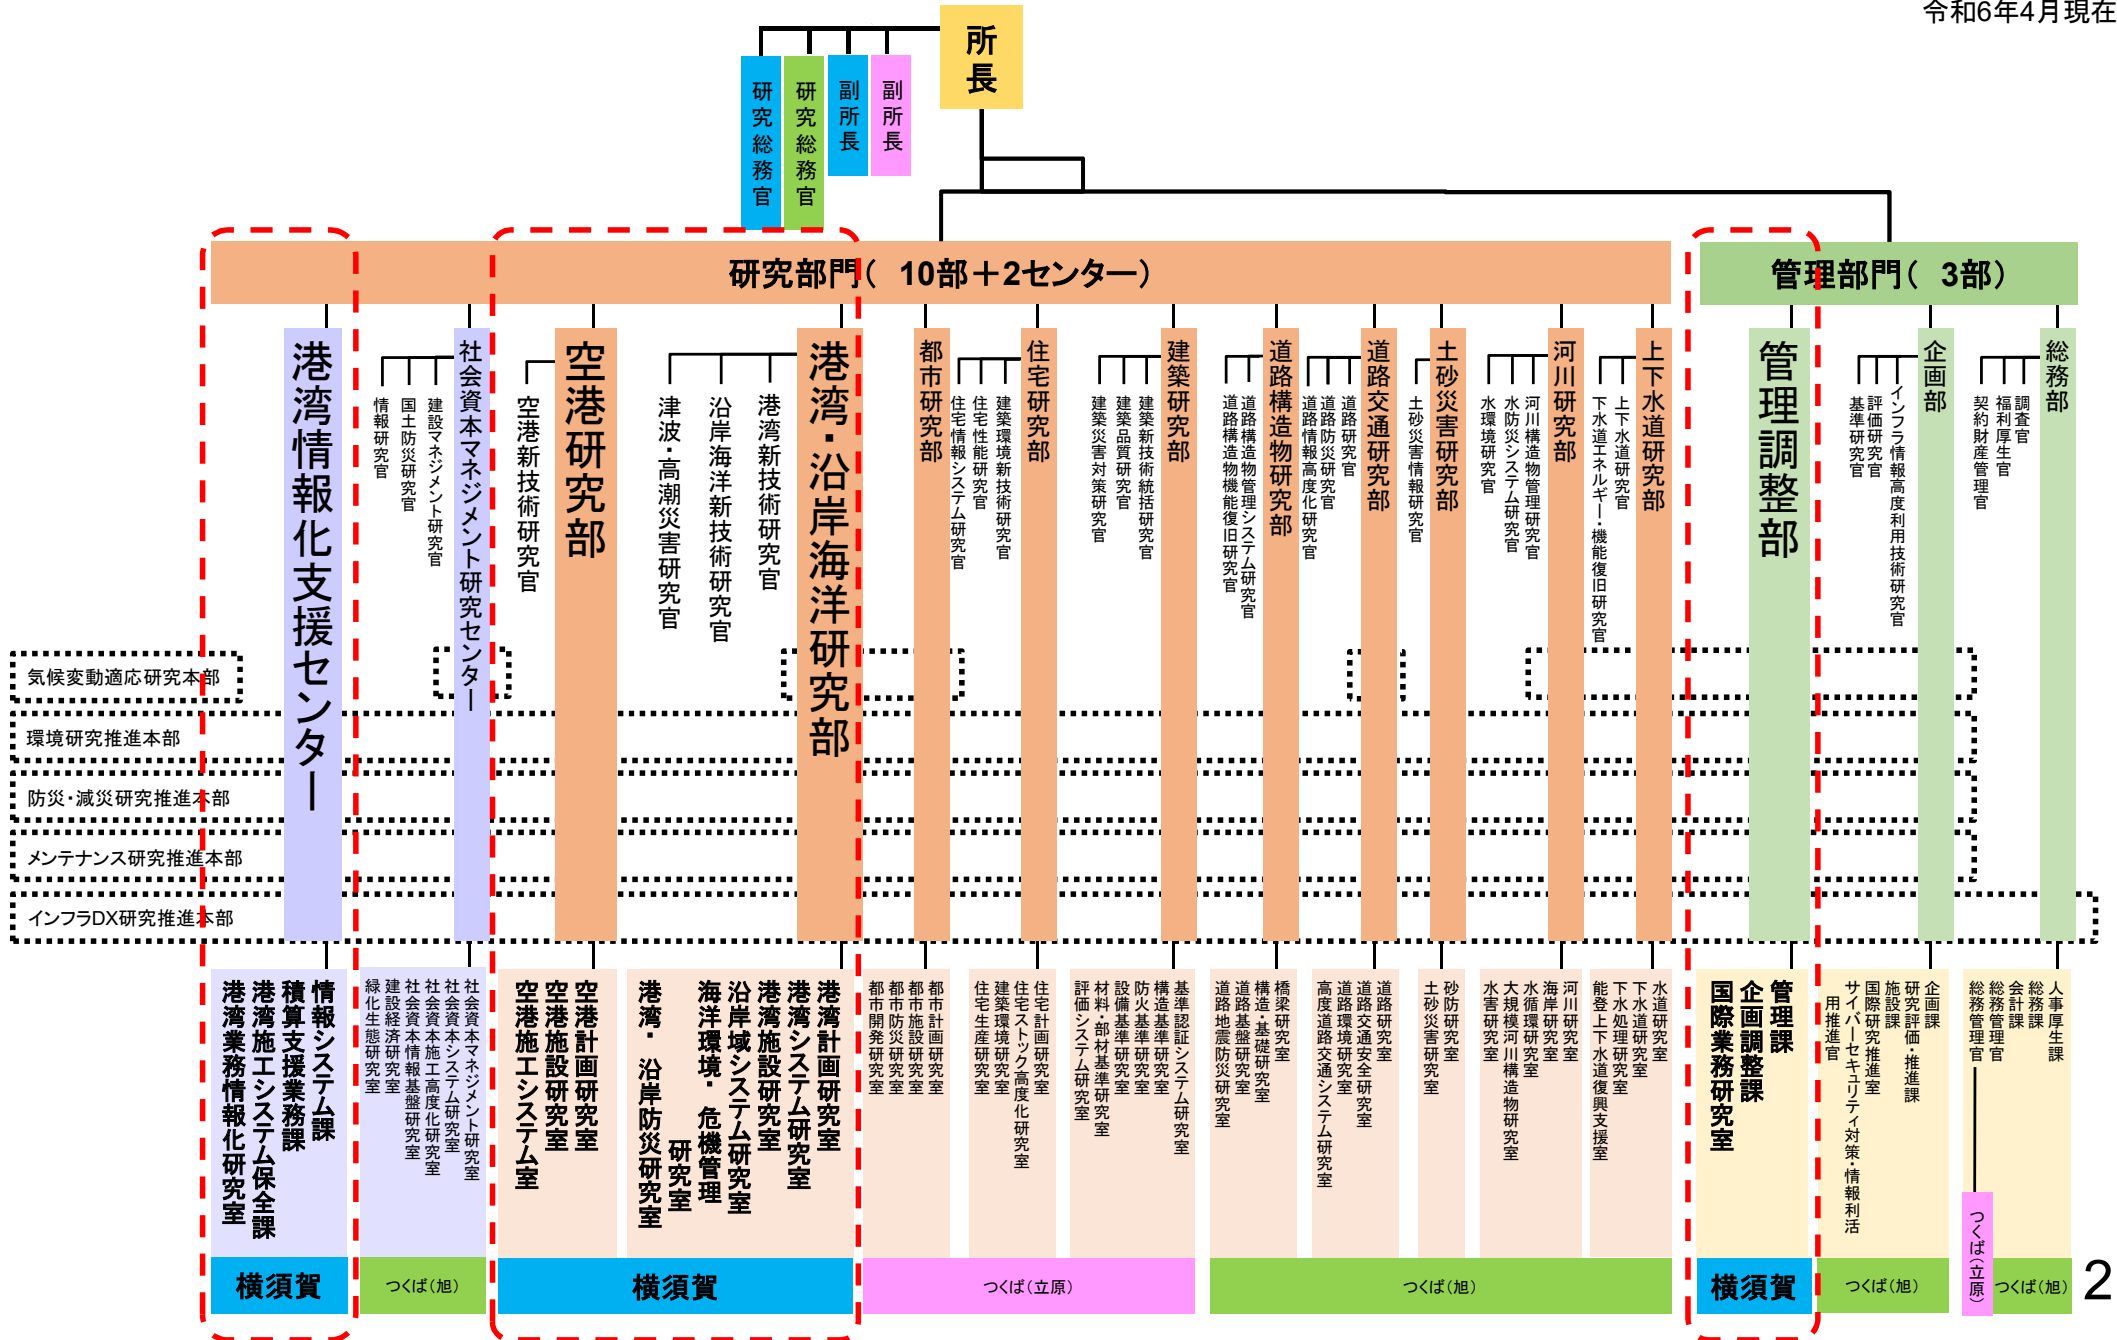 令和6年4月現在
所長
研究総務官
研究総務官
副所長
副所長
研究部門( 10部+2センター)
管理部門( 3部)
港湾情報化支援センター
情報研究官
国土防災研究官
建設マネジメント研究官
社会資本マネジメント研究センター
空港新技術研究官
空港研究部
津波・高潮災害研究官
沿岸海洋新技術研究官
港湾新技術研究官
港湾・沿岸海洋研究部
都市研究部
住宅情報システム研究官
住宅性能研究官
建築環境新技術研究官
住宅研究部
建築災害対策研究官
建築品質研究官
建築新技術統括研究官
建築研究部
道路構造物機能復旧研究官
道路構造物管理システム研究官
道路構造物研究部
道路情報高度化研究官
道路防災研究官
道路研究官
道路交通研究部
土砂災害情報研究官
土砂災害研究部
水環境研究官
水防災システム研究官
河川構造物管理研究官
河川研究部
下水道エネルギー・機能復旧研究官
上下水道研究官
上下水道研究部
管理調整部
基準研究官
評価研究官
インフラ情報高度利用技術研究官
企画部
契約財産管理官
福利厚生官
調査官
総務部
気候変動適応研究本部
環境研究推進本部
防災・減災研究推進本部
メンテナンス研究推進本部
インフラDX研究推進本部
港湾業務情報化研究室
港湾施工システム保全課
積算支援業務課
情報システム課
緑化生態研究室
建設経済研究室
社会資本情報基盤研究室
社会資本施工高度化研究室
社会資本システム研究室
社会資本マネジメント研究室
空港施工システム室
空港施設研究室
空港計画研究室
港湾・ 沿岸防災研究室
海洋環境・ 危機管理
研究室
沿岸域システム研究室
港湾施設研究室
港湾システム研究室
港湾計画研究室
都市開発研究室
都市防災研究室
都市施設研究室
都市計画研究室
住宅生産研究室
建築環境研究室
住宅ストック高度化研究室
住宅計画研究室
評価システム研究室
材料・部材基準研究室
設備基準研究室
防火基準研究室
構造基準研究室
基準認証システム研究室
道路地震防災研究室
道路基盤研究室
構造・基礎研究室
橋梁研究室
高度道路交通システム研究室
道路環境研究室
道路交通安全研究室
道路研究室
土砂災害研究室
砂防研究室
水害研究室
大規模河川構造物研究室
水循環研究室
海岸研究室
河川研究室
能登上下水道復興支援室
下水処理研究室
下水道研究室
水道研究室
国際業務研究室
企画調整課
管理課
サイバーセキュリティ対策・情報利活
用推進官
国際研究推進室
施設課
研究評価・推進課
企画課
総務管理官
総務管理官
会計課
総務課
人事厚生課
横須賀
つくば(旭)
横須賀
つくば(立原)
つくば(旭)
横須賀
つくば(旭)
つくば(立原)
つくば(旭)
2